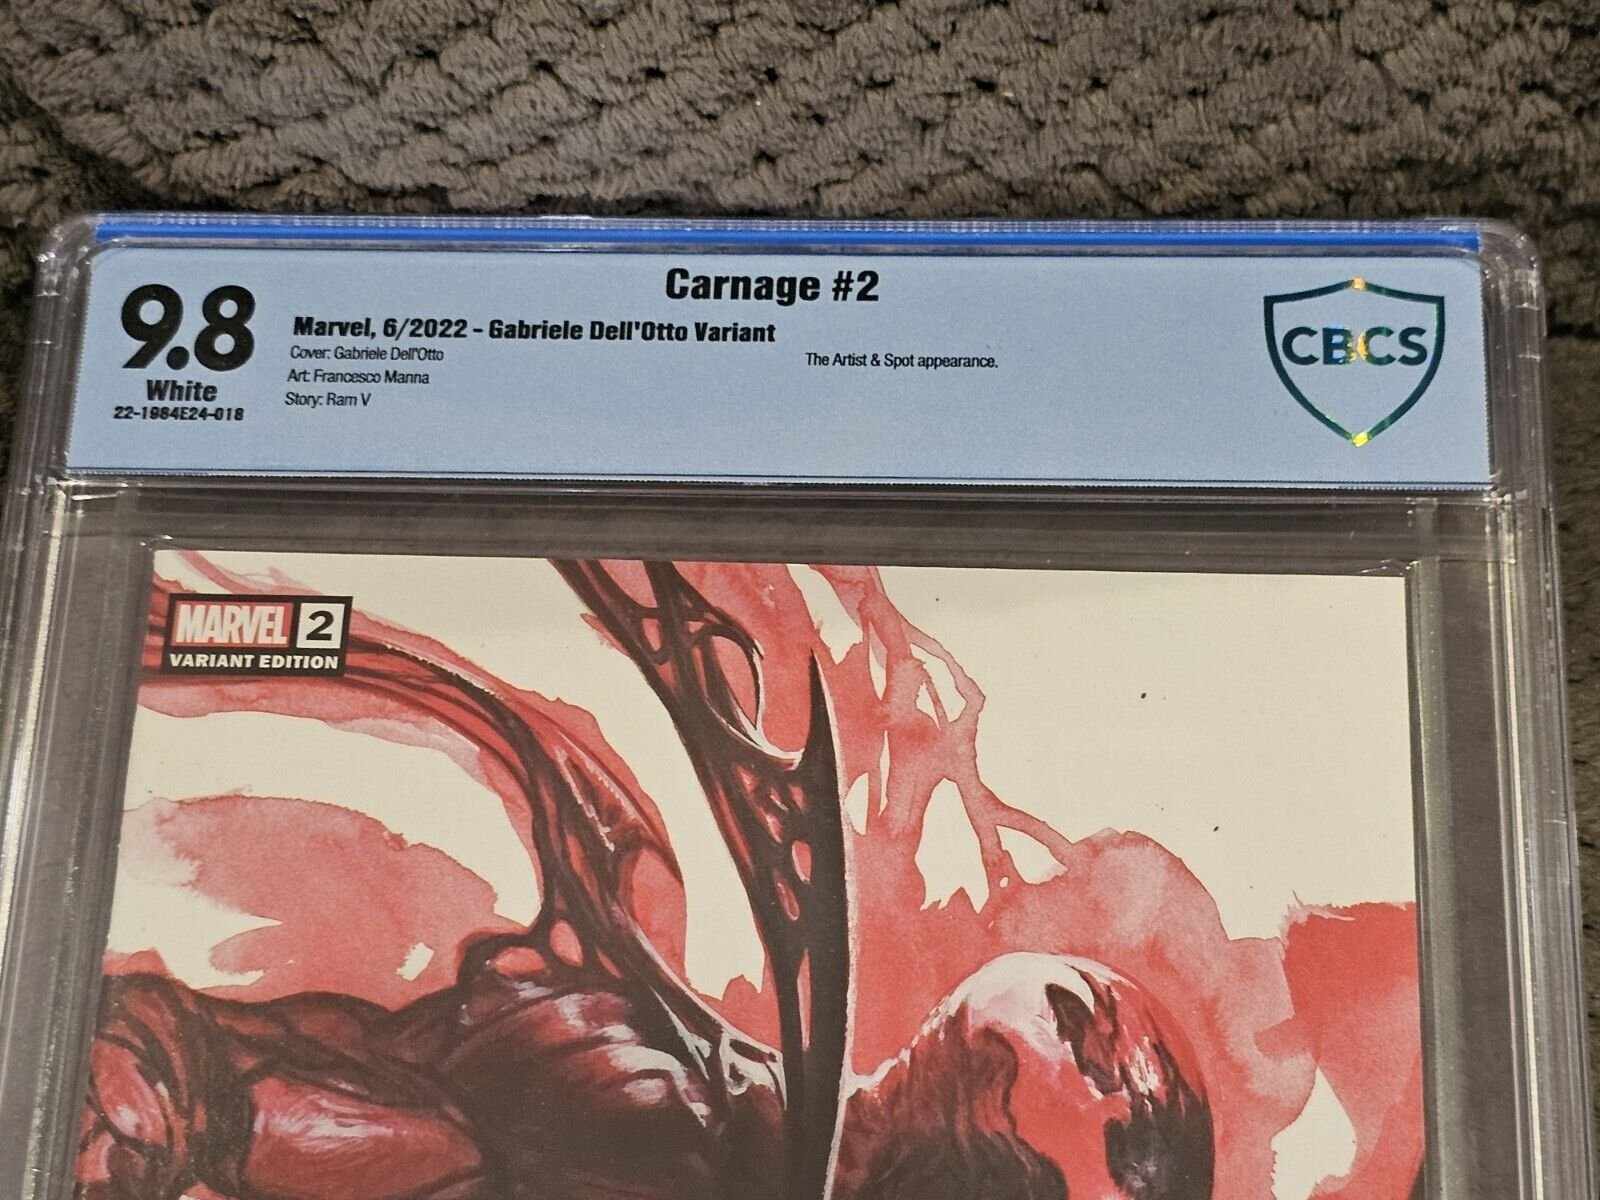 Carnage #2
9.8
White
22-1984E24-018
Marvel, 6/2022 - Gabriele Dell'Otto Variant
Cover: Gabriele Dell'Otto
Art: Francesco Manna
Story: Ram V
The Artist & Spot appearance.
CBCS
MARVEL 2
VARIANT EDITION